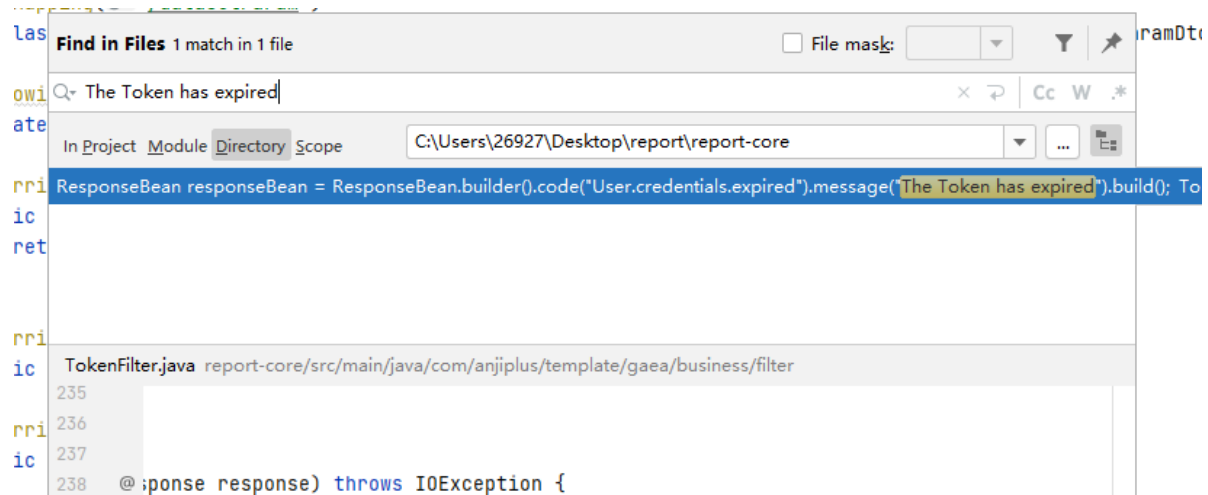 las
Find in Files 1 match in 1 file
File mask:
ramDto
owi
The Token has expired
Cc W .*
ate
In Project Module Directory Scope
C:\Users\26927\Desktop\report\report-core
...
rri
ResponseBean responseBean = ResponseBean.builder().code("User.credentials.expired").message("The Token has expired").build(); To
ic
ret
rri
ic
TokenFilter.java report-core/src/main/java/com/anjiplus/template/gaea/business/filter
235
236
rri
237
ic
238 @ sponse response) throws IOException {